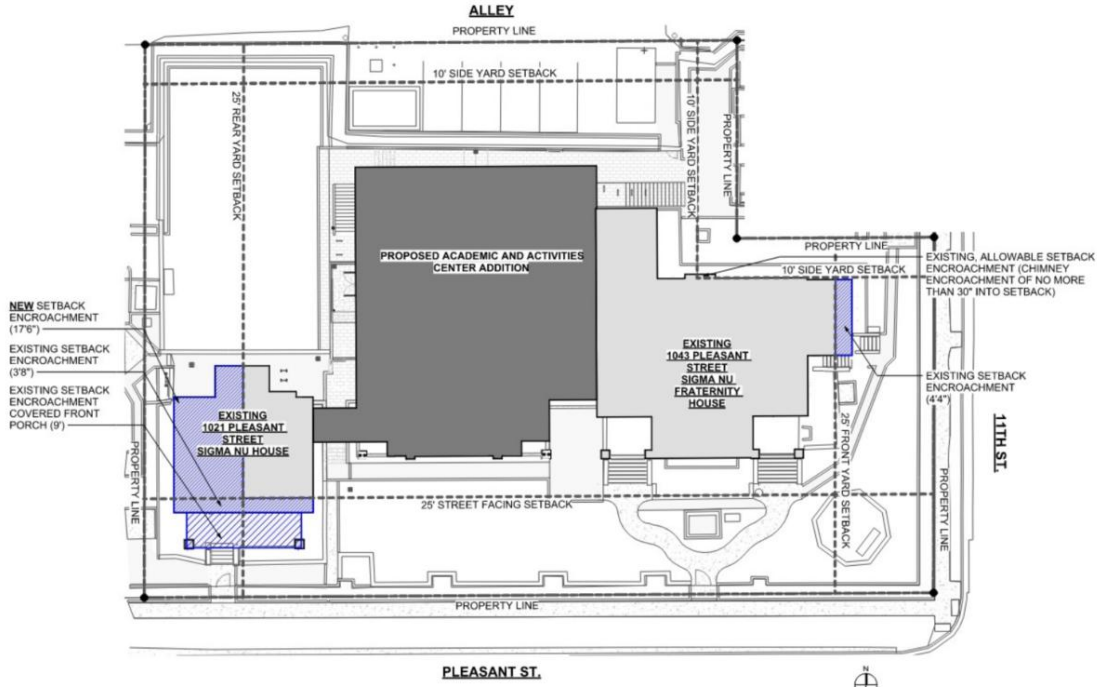 ALLEY
PROPERTY LINE
10' SIDE YARD SETBACK
25' REAR YARD SETBACK
10' SIDE YARD SETBACK
PROPERTY LINE
PROPOSED ACADEMIC AND ACTIVITIES
CENTER ADDITION
PROPERTY LINE
10' SIDE YARD SETBACK
EXISTING, ALLOWABLE SETBACK
ENCROACHMENT (CHIMNEY
ENCROACHMENT OF NO MORE
THAN 30" INTO SETBACK)
NEW SETBACK
ENCROACHMENT
(17'6")
EXISTING SETBACK
ENCROACHMENT
(3'8")
EXISTING SETBACK
ENCROACHMENT
COVERED FRONT
PORCH (9')
EXISTING
1021 PLEASANT
STREET
SIGMA NU HOUSE
EXISTING
1043 PLEASANT
STREET
SIGMA NU
FRATERNITY
HOUSE
EXISTING SETBACK
ENCROACHMENT
(4'4")
11TH ST.
PROPERTY LINE
25' STREET FACING SETBACK
25' FRONT YARD SETBACK
PROPERTY LINE
PROPERTY LINE
PLEASANT ST.
N